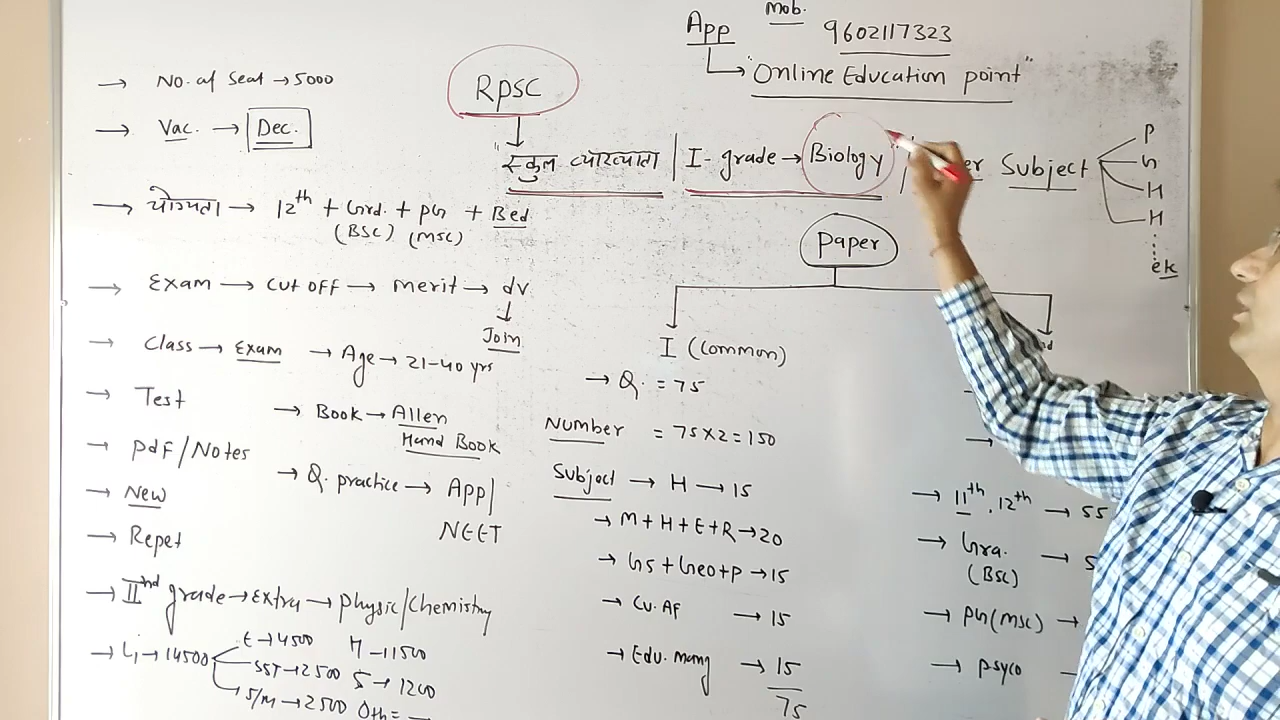 Mob.
App 9602117323
"Online Education point"
No. of Seat → 5000
Rpsc
Vac. → Dec.
"स्कुल व्याख्याता | I-grade → Biology" Subject
P
H
H
ek
योग्यता → 12th + Grd. + PG + Bed
(BSC) (MSC)
paper
Exam → Cut OFF → merit → dv
Join
Class → Exam → Age → 21-40 yrs
I (Common)
→ Q. = 75
Test
→ Book → Allen
Hand Book
Number = 75x2 = 150
Pdf/Notes
→ Q. practice → App/
NEET
Subject → H → 15
→ M+H+E+R → 20
→ GS+Geo+P → 15
→ Cu. Af → 15
→ Edu. mang → 15
75
→ New
→ Repet
→ IInd grade → Extra → Physic/Chemistry
→ 14500
E → 4500 H - 11500
SST → 2500 S → 1200
S/M → 2500 Oth =
→ 11th, 12th → 55
→ Gra. →
(BSC)
→ PG (MSC) →
→ Psyco